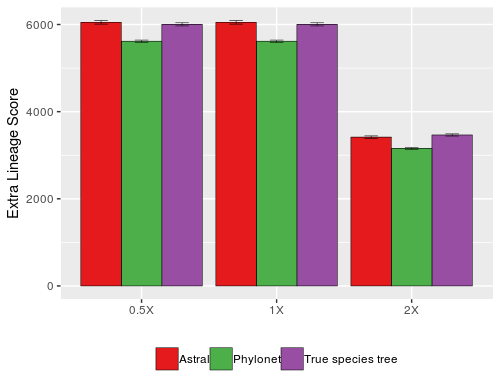 Extra Lineage Score
6000
4000
2000
0
0.5X
1X
2X
Astral Phylonet True species tree